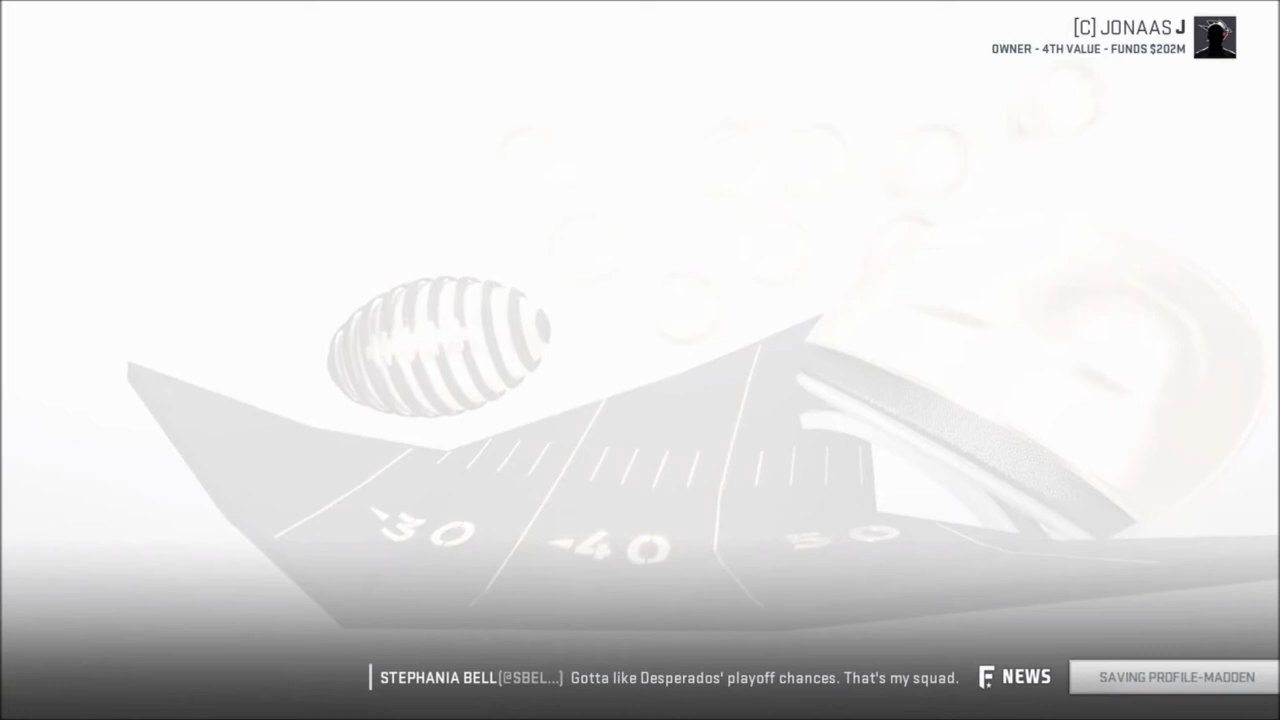 [C] JONAAS J
OWNER - 4TH VALUE - FUNDS $202M
30 40 50
STEPHANIA BELL(@SBEL...) Gotta like Desperados' playoff chances. That's my squad. F NEWS SAVING PROFILE-MADDEN